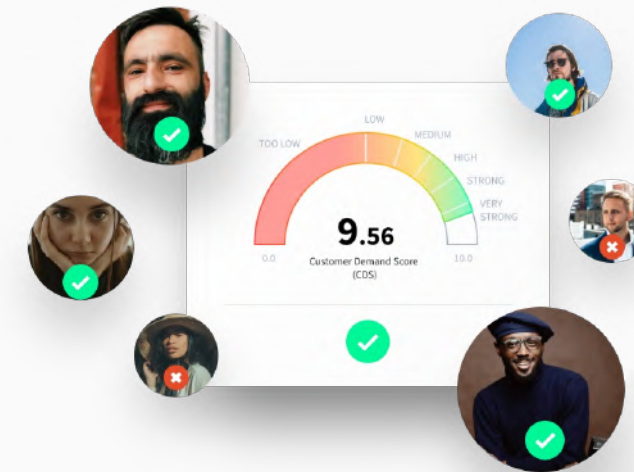 LOW
TOO LOW
MEDIUM
HIGH
STRONG
VERY
STRONG
9.56
0.0
Customer Demand Score
10.0
(CDS)